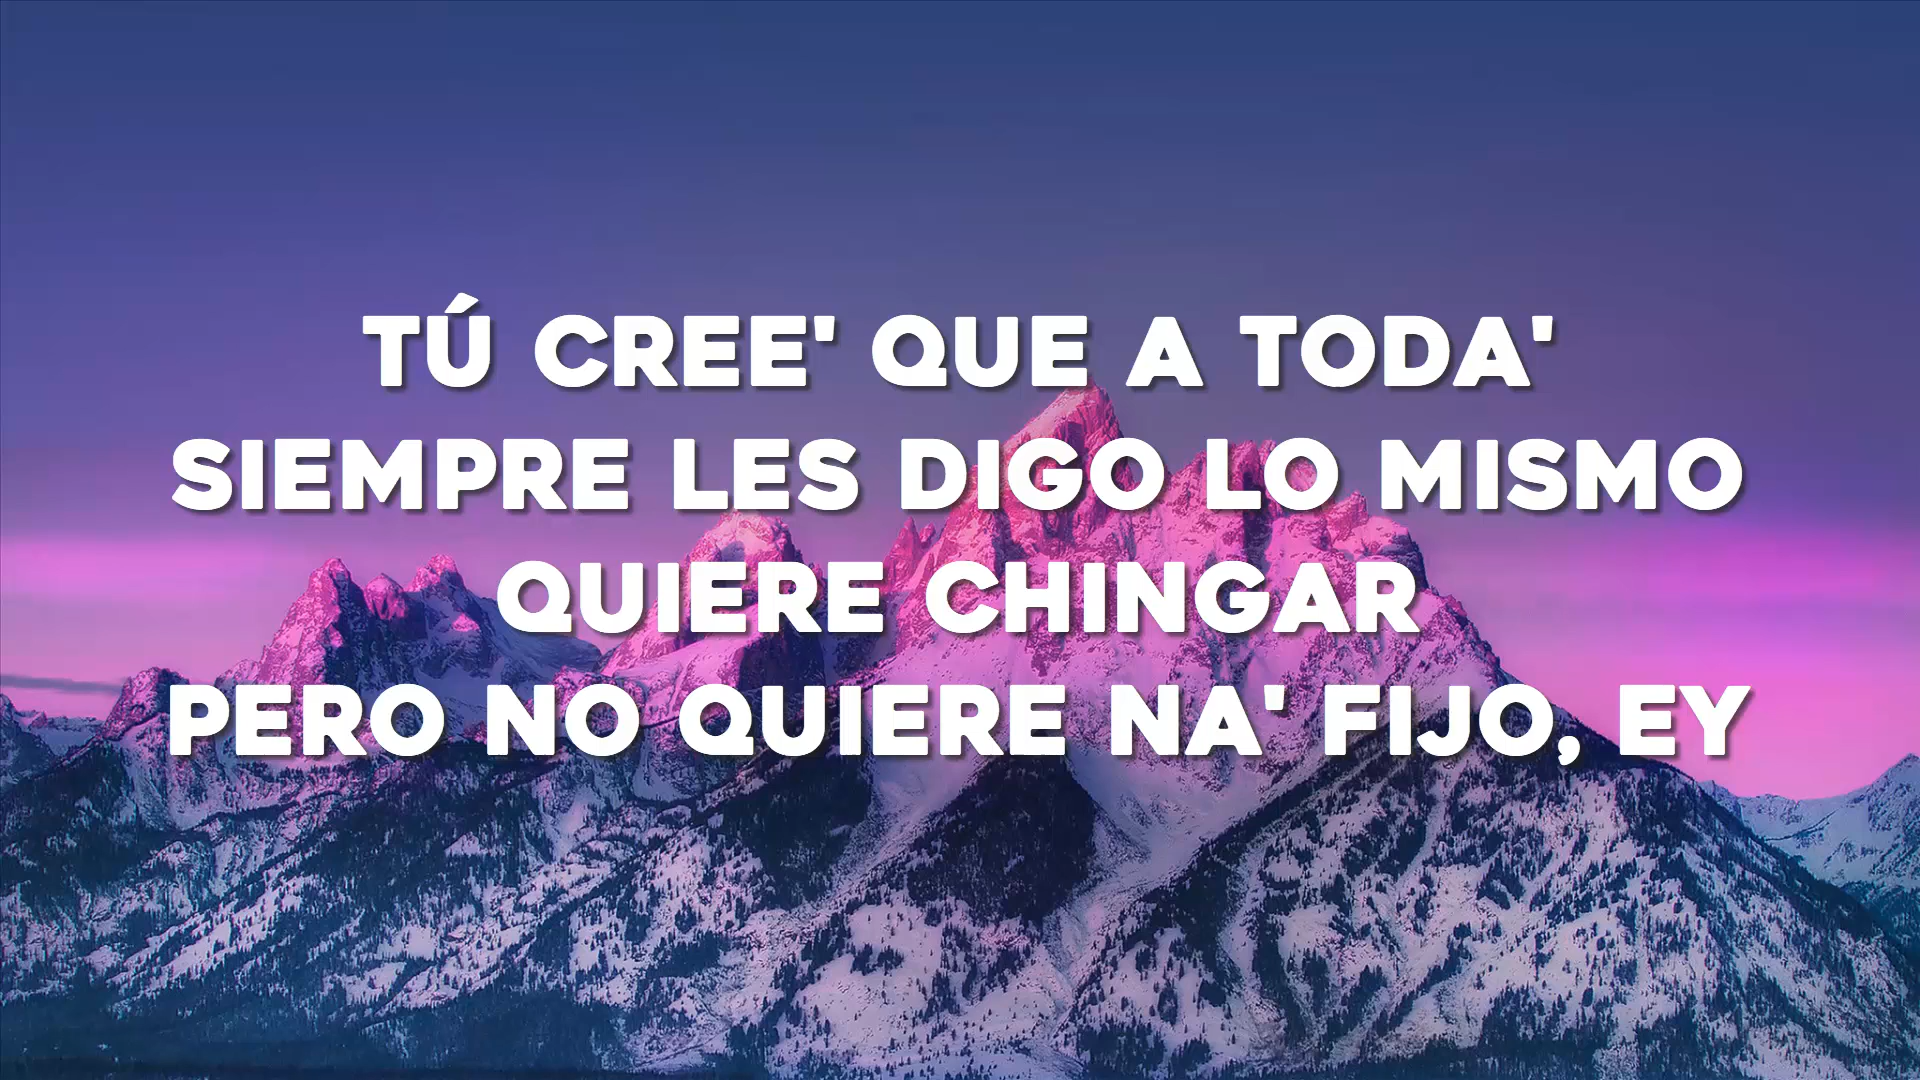 TÚ CREE' QUE A TODA'
SIEMPRE LES DIGO LO MISMO
QUIERE CHINGAR
PERO NO QUIERE NA' FIJO, EY